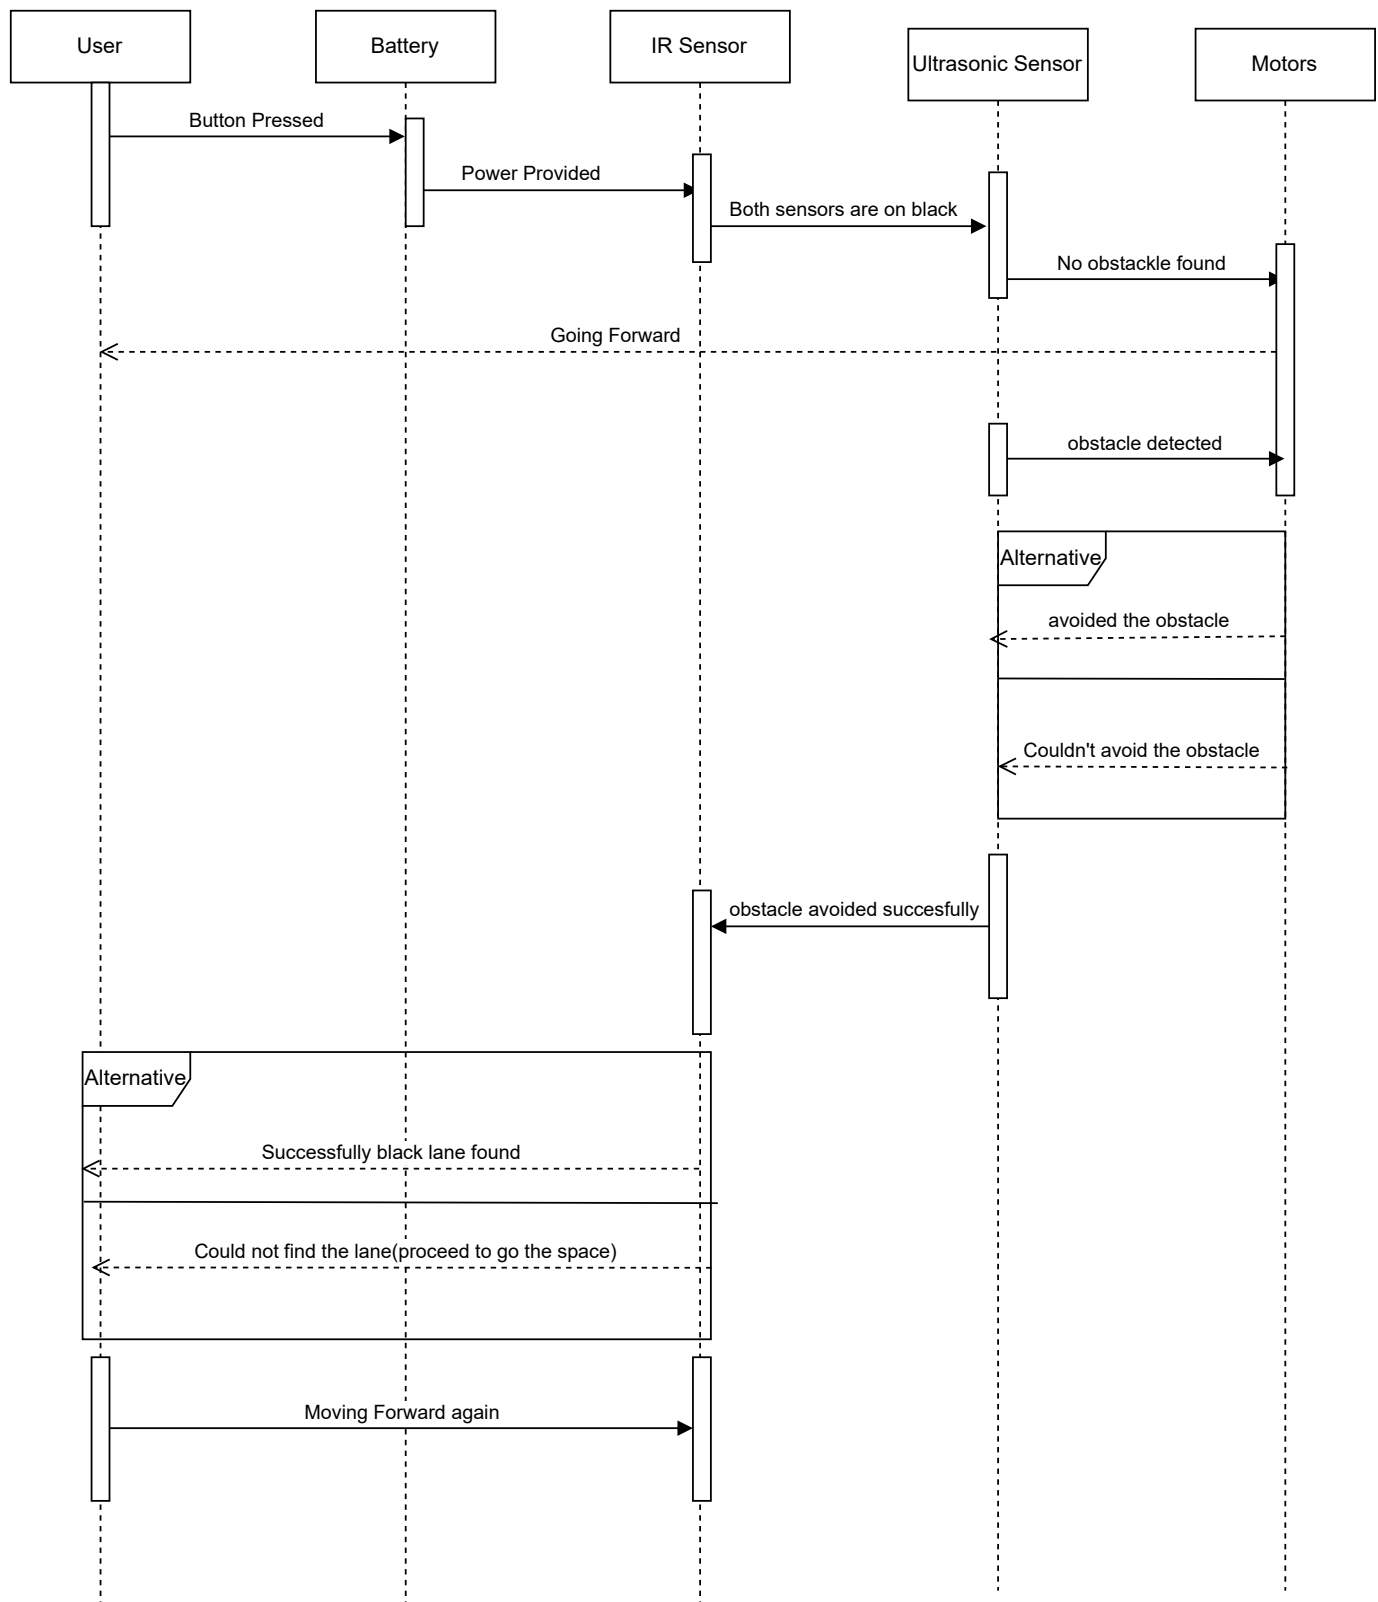 User
Battery
IR Sensor
Ultrasonic Sensor
Motors
Button Pressed
Power Provided
Both sensors are on black
No obstackle found
Going Forward
obstacle detected
Alternative
avoided the obstacle
Couldn't avoid the obstacle
obstacle avoided succesfully
Alternative
Successfully black lane found
Could not find the lane(proceed to go the space)
Moving Forward again